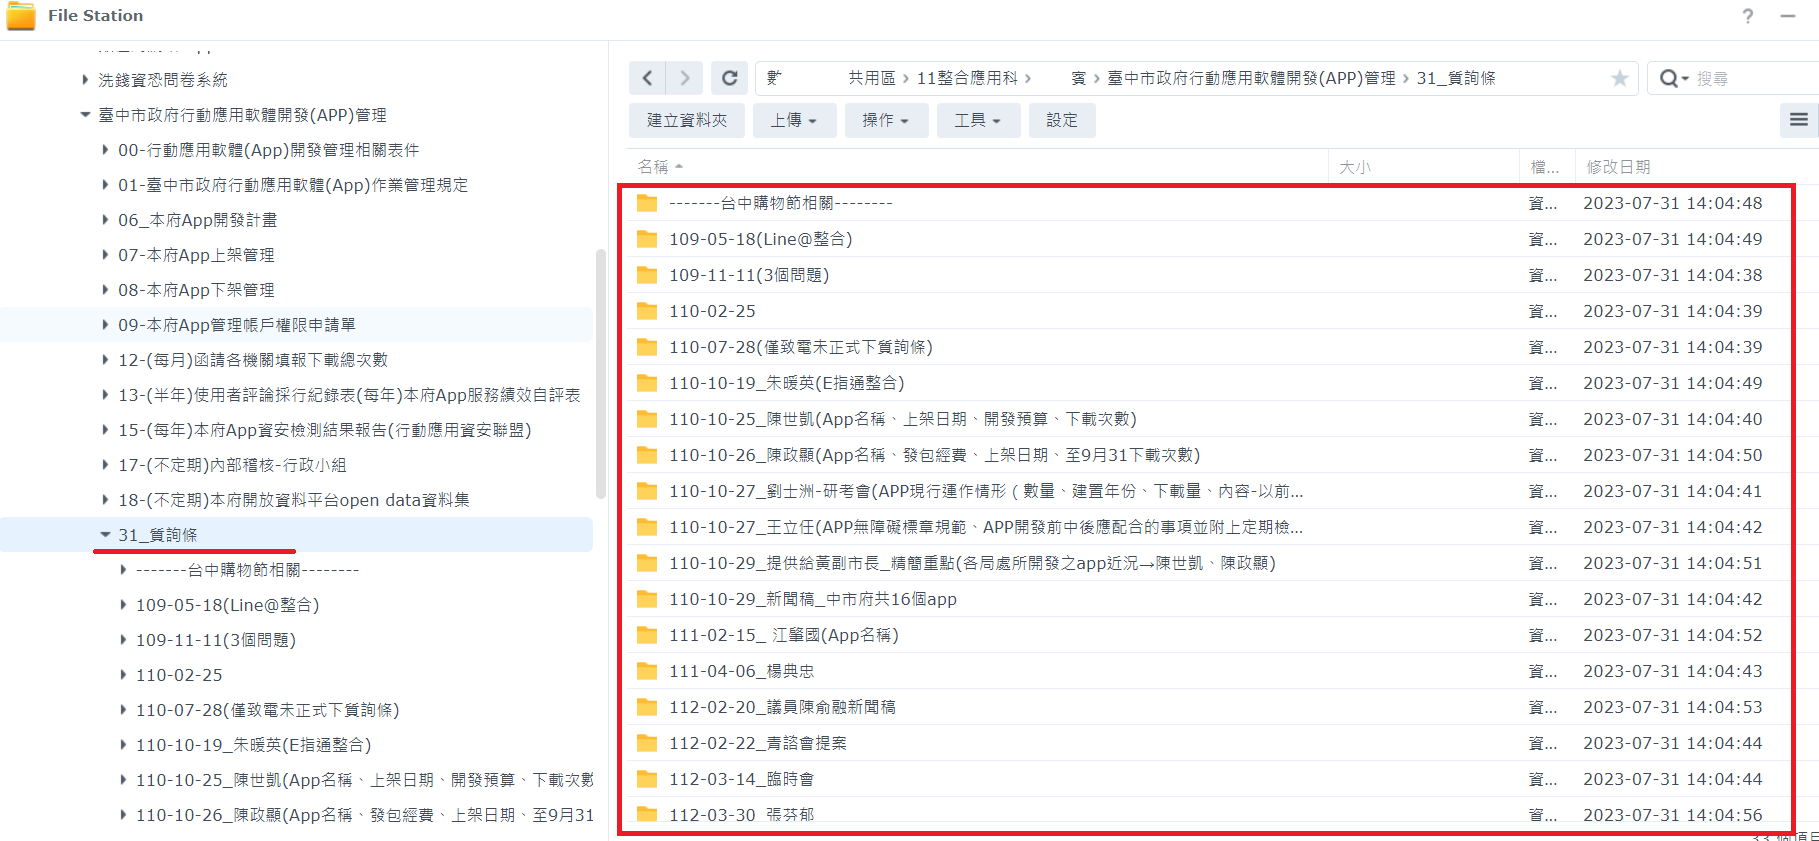 File Station
洗錢資恐問卷系統
臺中市政府行動應用軟體開發(APP)管理
00-行動應用軟體(App)開發管理相關表件
01-臺中市政府行動應用軟體(App)作業管理規定
06_本府App開發計畫
07-本府App上架管理
08-本府App下架管理
09-本府App管理帳戶權限申請單
12-(每月)函請各機關填報下載總次數
13-(半年)使用者評論採行紀錄表(每年)本府App服務績效自評表
15-(每年)本府App資安檢測結果報告(行動應用資安聯盟)
17-(不定期)內部稽核-行政小組
18-(不定期)本府開放資料平台open data資料集
31_質詢條
-------台中購物節相關--------
109-05-18(Line@整合)
109-11-11(3個問題)
110-02-25
110-07-28(僅致電未正式下質詢條)
110-10-19_朱暖英(E指通整合)
110-10-25_陳世凱(App名稱、上架日期、開發預算、下載次數
110-10-26_陳政顯(App名稱、發包經費、上架日期、至9月31
共用區 › 11整合應用科 › 賓 › 臺中市政府行動應用軟體開發(APP)管理 › 31_質詢條
搜尋
建立資料夾 上傳 操作 工具 設定
名稱 大小 檔... 修改日期
-------台中購物節相關-------- 資... 2023-07-31 14:04:48
109-05-18(Line@整合) 資... 2023-07-31 14:04:49
109-11-11(3個問題) 資... 2023-07-31 14:04:38
110-02-25 資... 2023-07-31 14:04:39
110-07-28(僅致電未正式下質詢條) 資... 2023-07-31 14:04:39
110-10-19_朱暖英(E指通整合) 資... 2023-07-31 14:04:49
110-10-25_陳世凱(App名稱、上架日期、開發預算、下載次數) 資... 2023-07-31 14:04:40
110-10-26_陳政顯(App名稱、發包經費、上架日期、至9月31下載次數) 資... 2023-07-31 14:04:50
110-10-27_劉士洲-研考會(APP現行運作情形 ( 數量、建置年份、下載量、內容-以前... 資... 2023-07-31 14:04:41
110-10-27_王立任(APP無障礙標章規範、APP開發前中後應配合的事項並附上定期檢... 資... 2023-07-31 14:04:42
110-10-29_提供給黃副市長_精簡重點(各局處所開發之app近況→陳世凱、陳政顯) 資... 2023-07-31 14:04:51
110-10-29_新聞稿_中市府共16個app 資... 2023-07-31 14:04:42
111-02-15_ 江肇國(App名稱) 資... 2023-07-31 14:04:52
111-04-06_楊典忠 資... 2023-07-31 14:04:43
112-02-20_議員陳俞融新聞稿 資... 2023-07-31 14:04:53
112-02-22_青諮會提案 資... 2023-07-31 14:04:44
112-03-14_臨時會 資... 2023-07-31 14:04:44
112-03-30_張芬郁 資... 2023-07-31 14:04:56